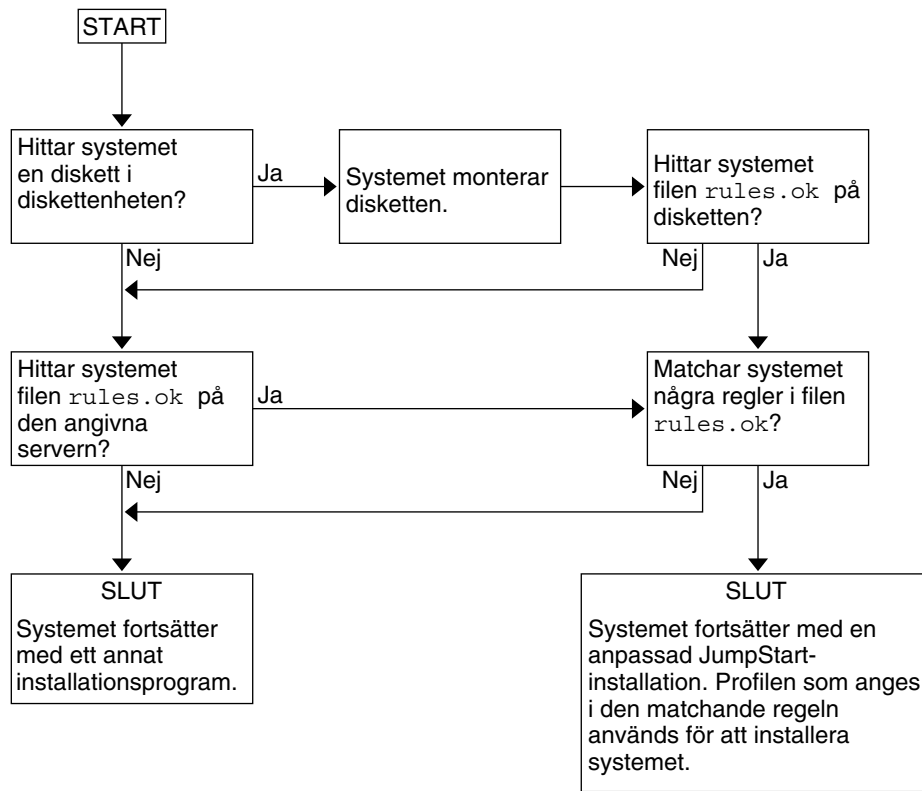 START
Hittar systemet
en diskett i
diskettenheten?
Ja
Systemet monterar
disketten.
Hittar systemet
filen rules.ok på
disketten?
Nej
Nej
Ja
Hittar systemet
filen rules.ok på
den angivna
servern?
Ja
Matchar systemet
några regler i filen
rules.ok?
Nej
Nej
Ja
SLUT
Systemet fortsätter
med ett annat
installationsprogram.
SLUT
Systemet fortsätter med en
anpassad JumpStart-
installation. Profilen som anges
i den matchande regeln
används för att installera
systemet.